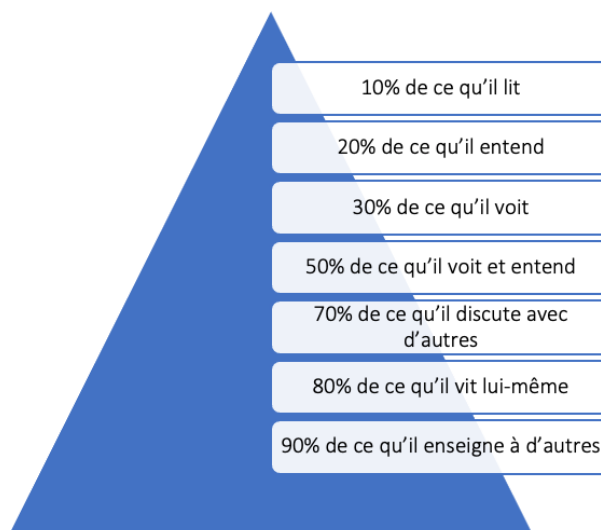 10% de ce qu’il lit
20% de ce qu’il entend
30% de ce qu’il voit
50% de ce qu’il voit et entend
70% de ce qu’il discute avec
d’autres
80% de ce qu’il vit lui-même
90% de ce qu’il enseigne à d’autres